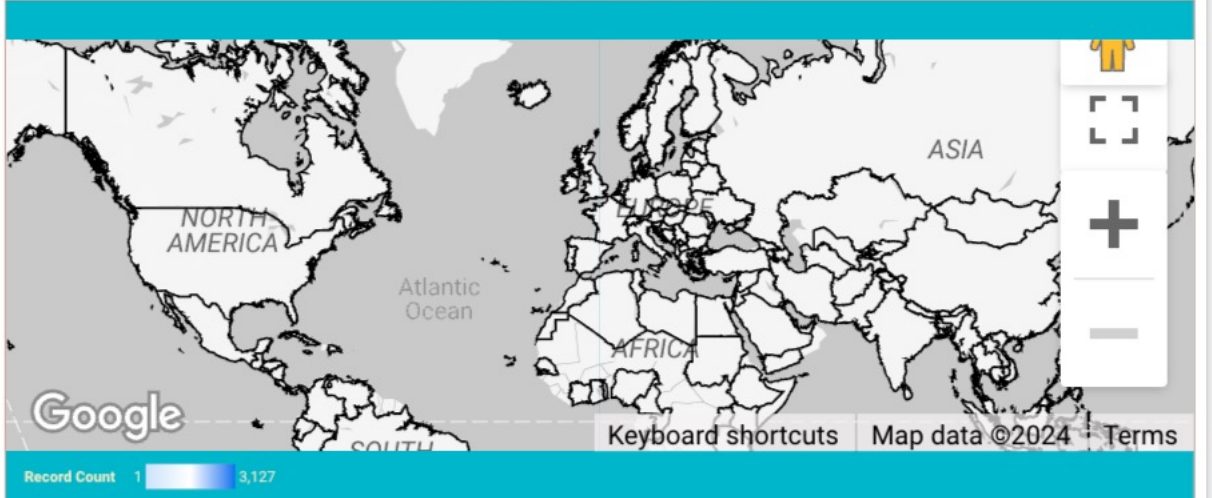 ASIA
EUROPE
NORTH
AMERICA
Atlantic
Ocean
AFRICA
Google
SOUTH
Keyboard shortcuts
Map data ©2024
Terms
Record Count 1 3,127